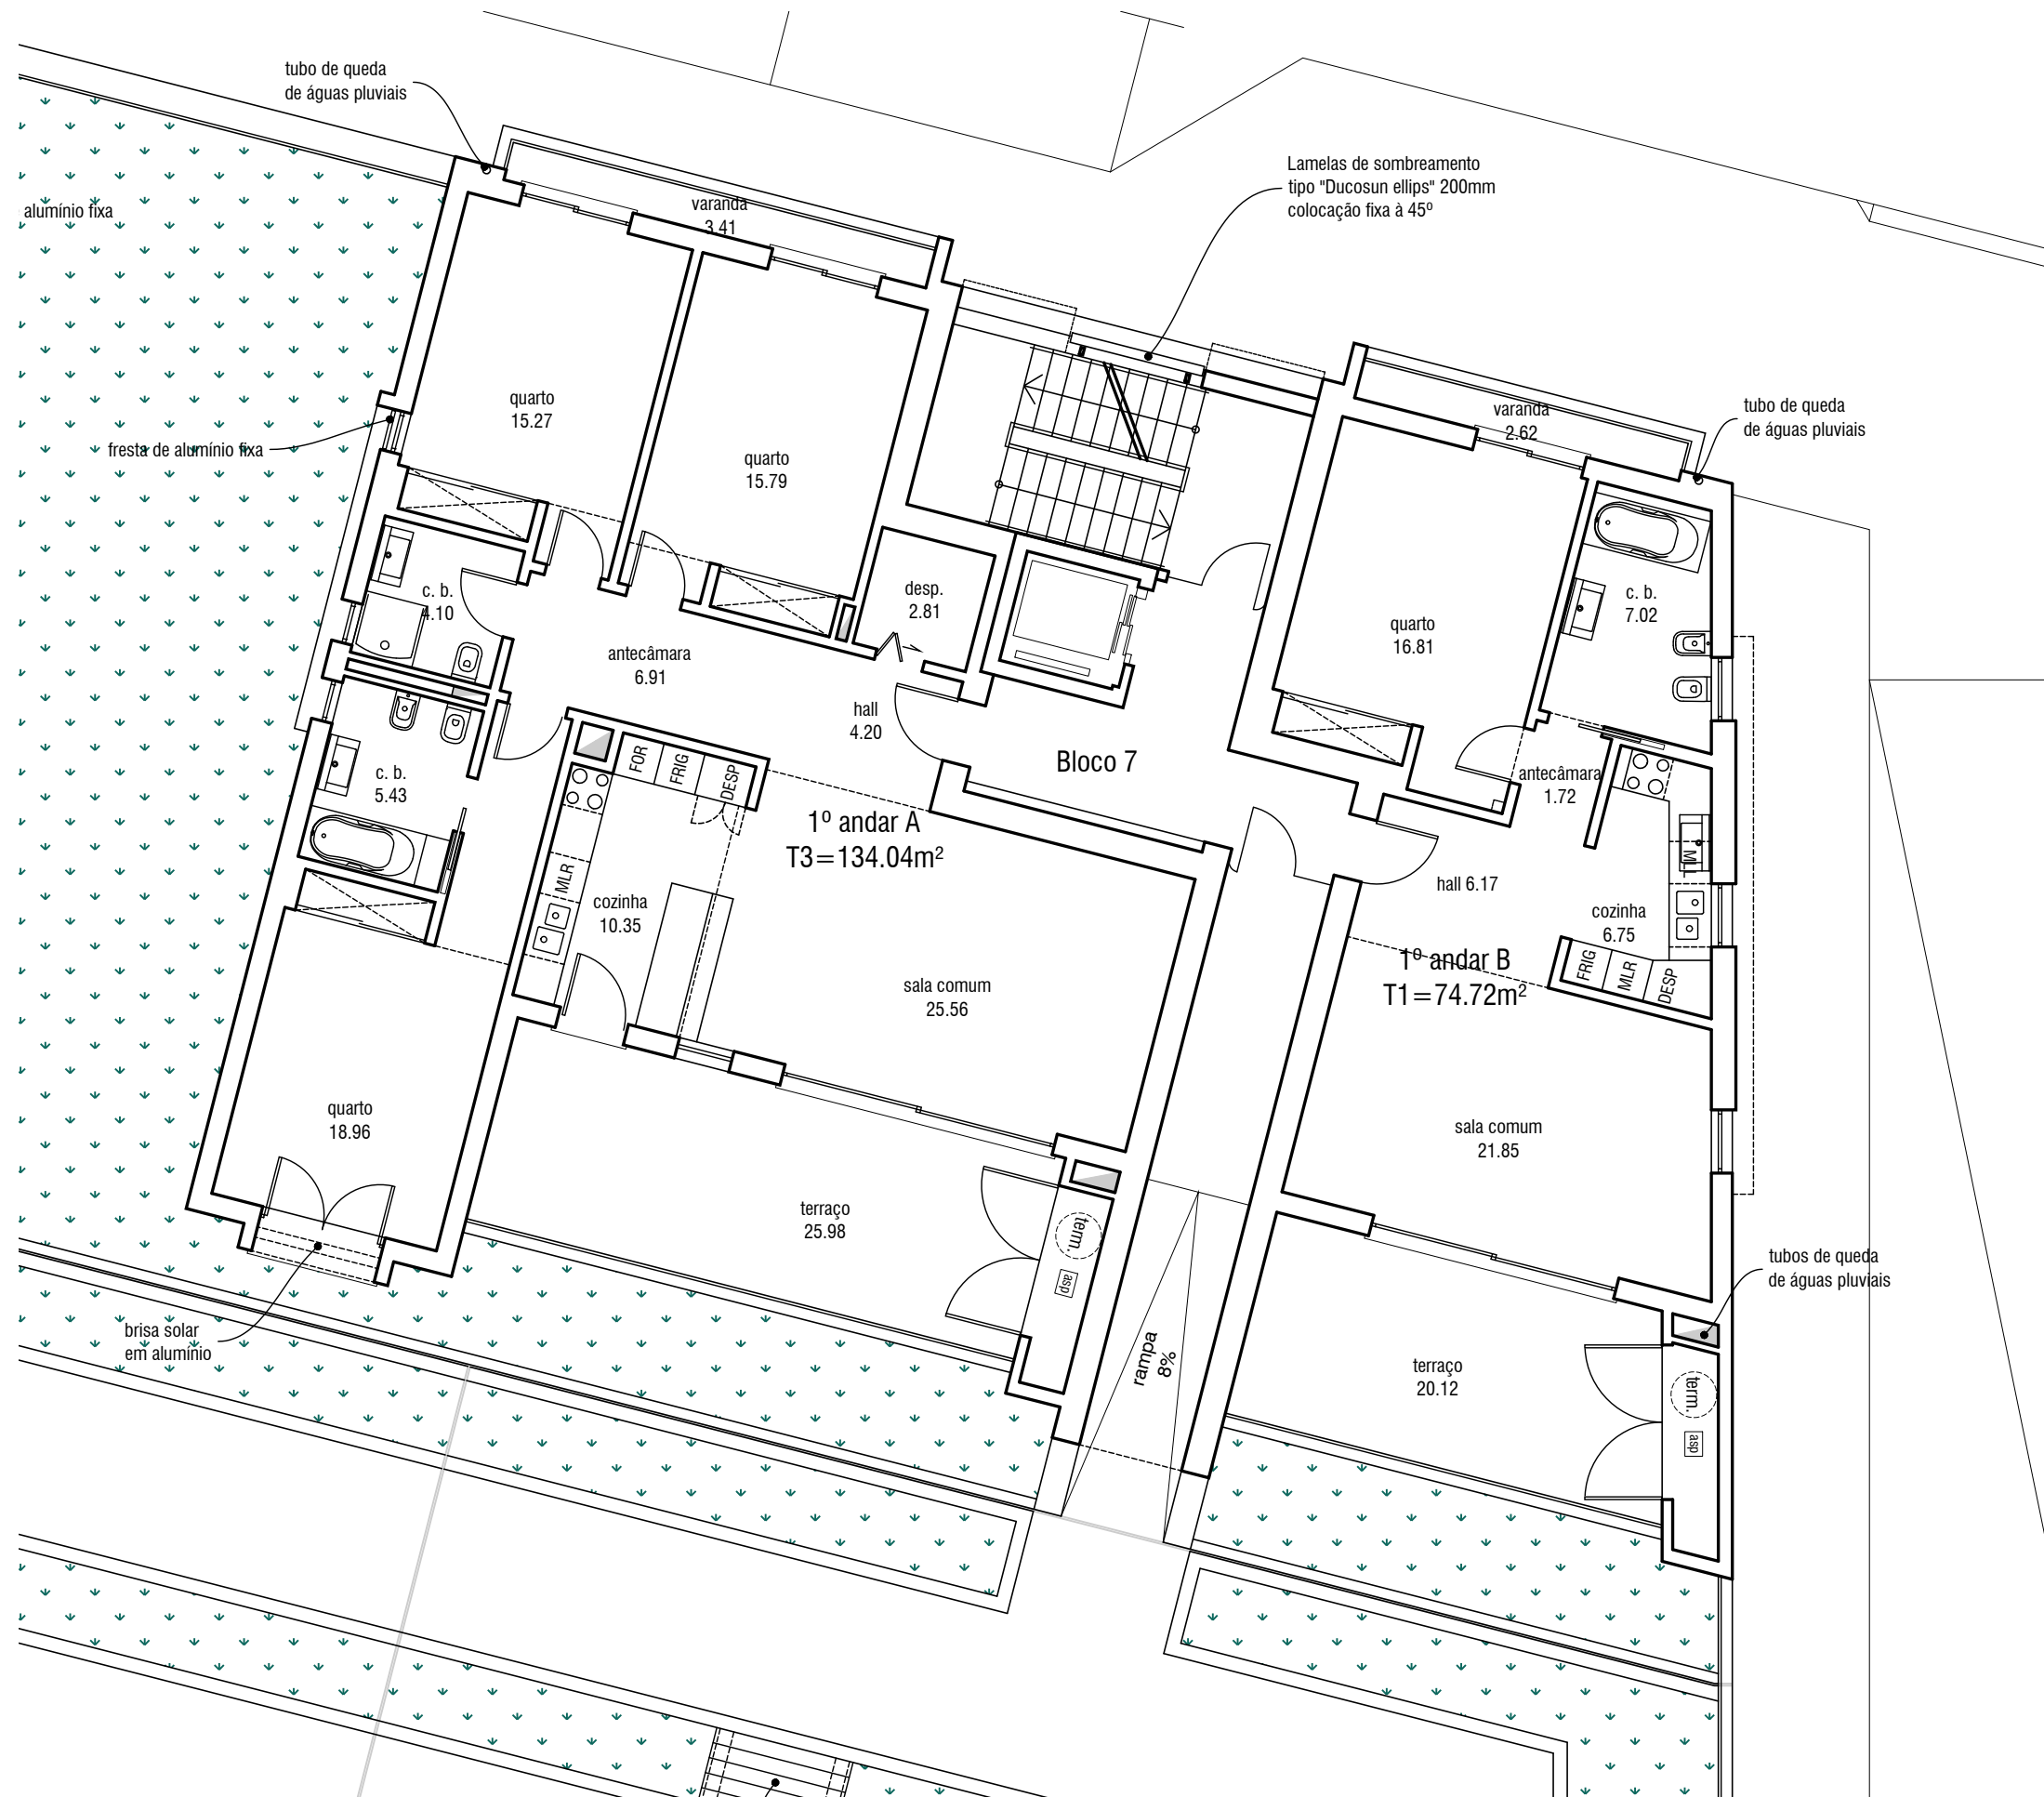 tubo de queda
de águas pluviais
alumínio fixa
varanda
3.41
Lamelas de sombreamento
tipo "Ducosun ellips" 200mm
colocação fixa à 45º
quarto
15.27
fresta de alumínio fixa
quarto
15.79
varanda
2.62
tubo de queda
de águas pluviais
c. b.
4.10
desp.
2.81
quarto
16.81
c. b.
7.02
antecâmara
6.91
hall
4.20
Bloco 7
c. b.
5.43
FOR
FRIG
DESP
antecâmara
1.72
1º andar A
T3=134.04m²
MLR
cozinha
10.35
MLL
hall 6.17
cozinha
6.75
1º andar B
T1=74.72m²
FRIG
MLR
DESP
sala comum
25.56
quarto
18.96
sala comum
21.85
terraço
25.98
term.
asp
brisa solar
em alumínio
rampa
8%
tubos de queda
de águas pluviais
terraço
20.12
term.
asp